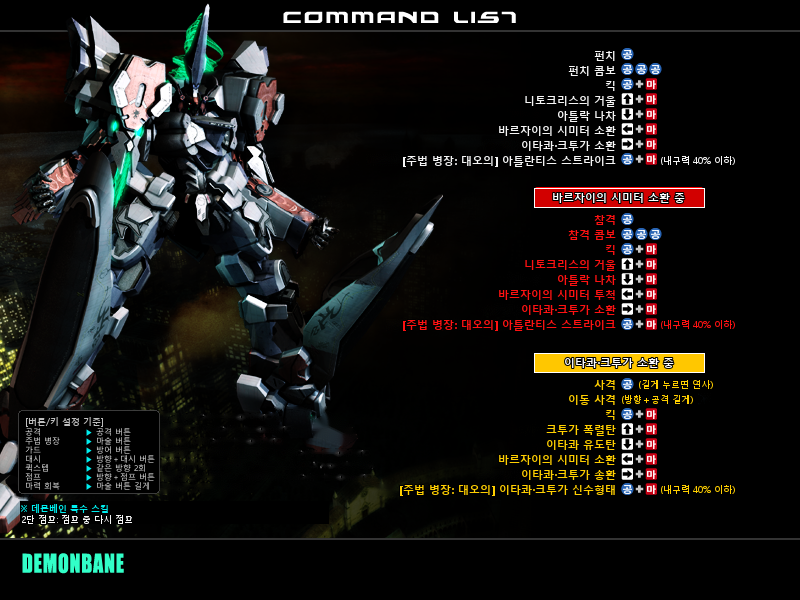 COMMAND LIST
펀치 공
펀치 콤보 공 공 공
킥 공 + 마
니토크리스의 거울 ⬆ + 마
아틀락 나챠 ⬇ + 마
바르자이의 시미터 소환 ⬅ + 마
이타콰·크투가 소환 ➡ + 마
[주법 병장: 대오의] 아틀란티스 스트라이크 공 + 마 (내구력 40% 이하)
바르자이의 시미터 소환 중
참격 공
참격 콤보 공 공 공
킥 공 + 마
니토크리스의 거울 ⬆ + 마
아틀락 나챠 ⬇ + 마
바르자이의 시미터 투척 ⬅ + 마
이타콰·크투가 소환 ➡ + 마
[주법 병장: 대오의] 아틀란티스 스트라이크 공 + 마 (내구력 40% 이하)
이타콰·크투가 소환 중
사격 공 (길게 누르면 연사)
이동 사격 (방향 + 공격 길게)
킥 공 + 마
크투가 폭렬탄 ⬆ + 마
이타콰 유도탄 ⬇ + 마
바르자이의 시미터 소환 ⬅ + 마
이타콰·크투가 송환 ➡ + 마
[주법 병장: 대오의] 이타콰·크투가 신수형태 공 + 마 (내구력 40% 이하)
[버튼/키 설정 기준]
공격 ▶ 공격 버튼
주법 병장 ▶ 마술 버튼
가드 ▶ 방어 버튼
대시 ▶ 방향 + 대시 버튼
퀵스텝 ▶ 같은 방향 2회
점프 ▶ 방향 + 점프 버튼
마력 회복 ▶ 마술 버튼 길게
※ 데몬베인 특수 스킬
2단 점프: 점프 중 다시 점프
DEMONBANE